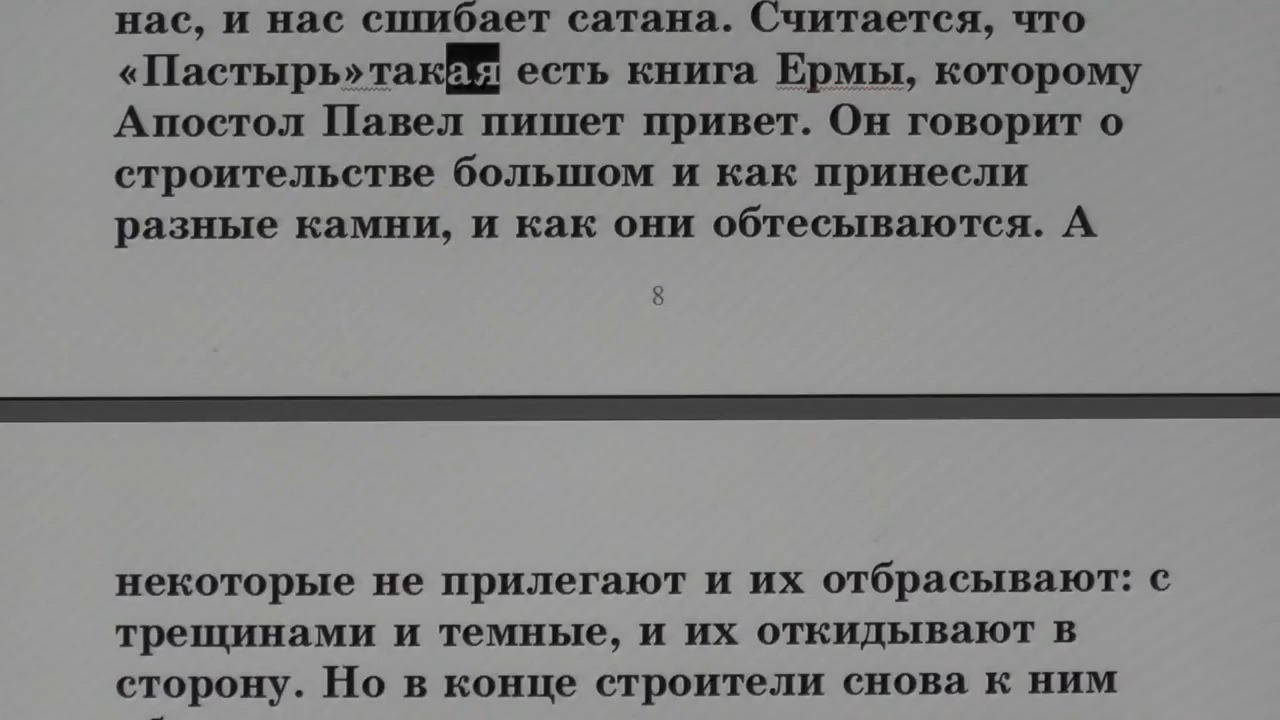 нас, и нас сшибает сатана. Считается, что
«Пастырь»такая есть книга Ермы, которому
Апостол Павел пишет привет. Он говорит о
строительстве большом и как принесли
разные камни, и как они обтесываются. А
8
некоторые не прилегают и их отбрасывают: с
трещинами и темные, и их откидывают в
сторону. Но в конце строители снова к ним